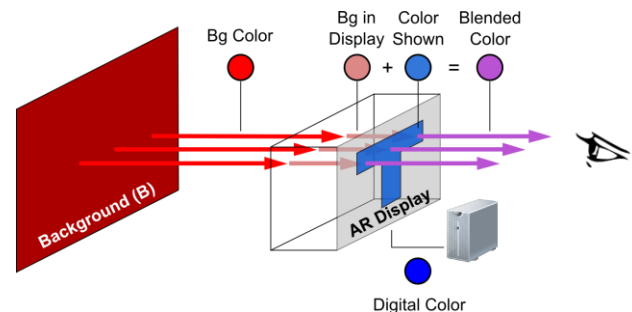 Bg Color
Bg in
Display
+
Color
Shown
=
Blended
Color
Background (B)
AR Display
Digital Color